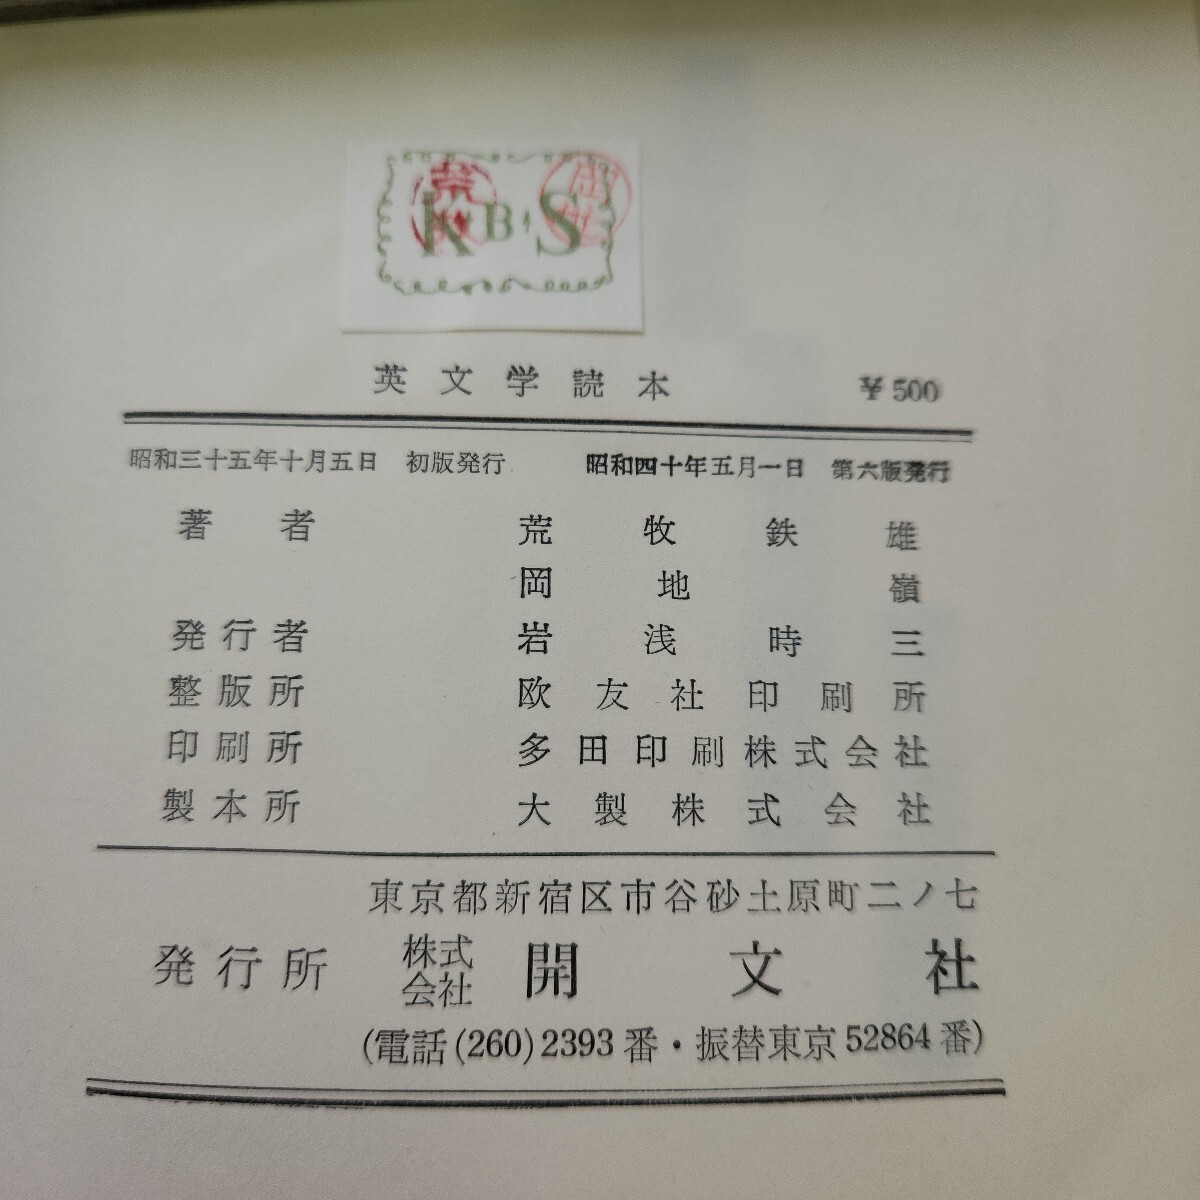 K·B·S
英文学読本 ¥500
昭和三十五年十月五日 初版発行 昭和四十年五月一日 第六版発行
著者 荒牧鉄雄
岡地嶺
発行者 岩浅時三
整版所 欧友社印刷所
印刷所 多田印刷株式会社
製本所 大製株式会社
東京都新宿区市谷砂土原町二ノ七
発行所 株式会社 開文社
(電話(260)2393番・振替東京52864番)